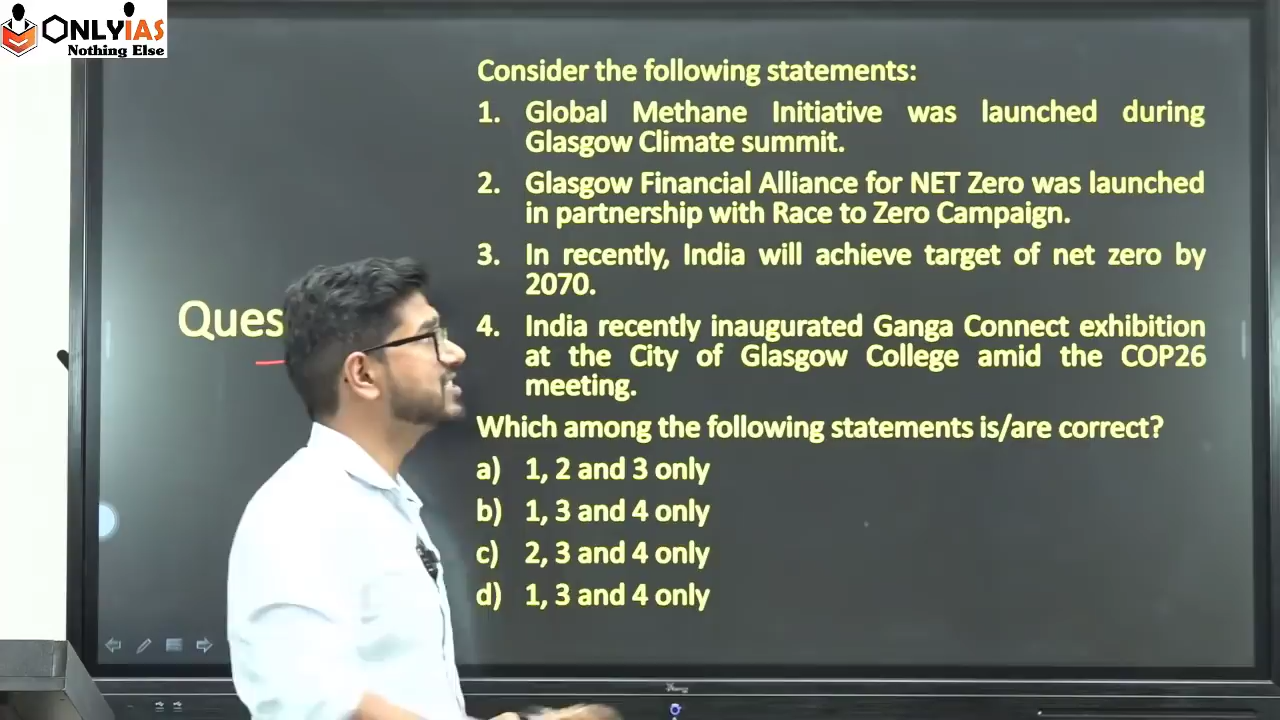 ONLYIAS
Nothing Else
Consider the following statements:
1. Global Methane Initiative was launched during
Glasgow Climate summit.
2. Glasgow Financial Alliance for NET Zero was launched
in partnership with Race to Zero Campaign.
3. In recently, India will achieve target of net zero by
2070.
Ques
4. India recently inaugurated Ganga Connect exhibition
at the City of Glasgow College amid the COP26
meeting.
Which among the following statements is/are correct?
a) 1, 2 and 3 only
b) 1, 3 and 4 only
c) 2, 3 and 4 only
d) 1, 3 and 4 only